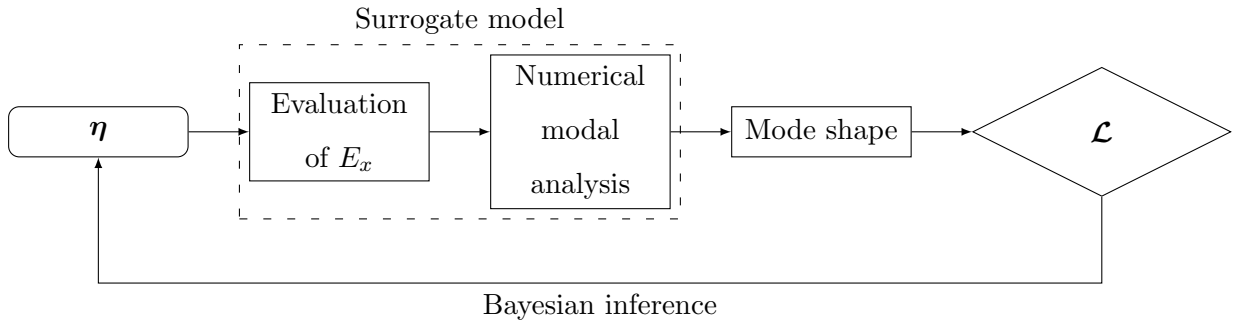 Surrogate model
η
Evaluation
of Eₓ
Numerical
modal
analysis
Mode shape
𝓛
Bayesian inference